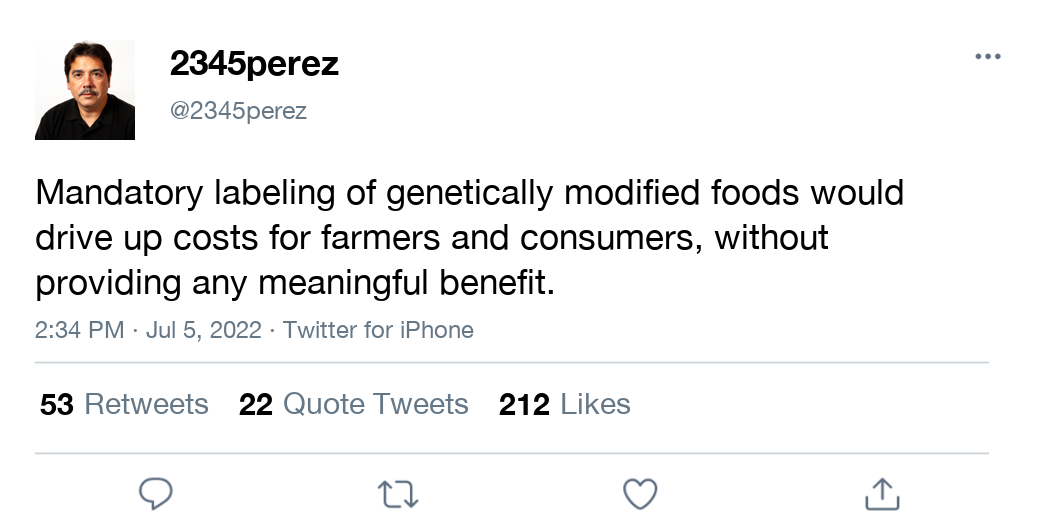 2345perez
@2345perez
Mandatory labeling of genetically modified foods would
drive up costs for farmers and consumers, without
providing any meaningful benefit.
2:34 PM · Jul 5, 2022 · Twitter for iPhone
53 Retweets 22 Quote Tweets 212 Likes